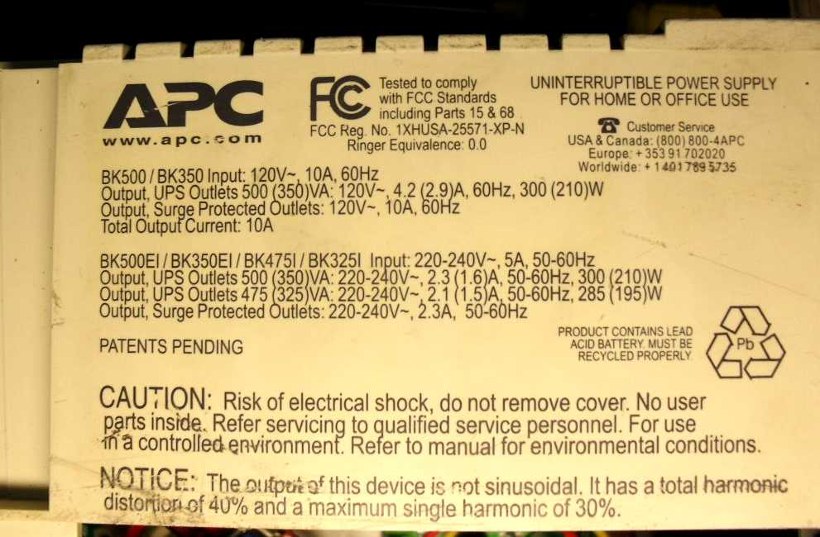 APC
www.apc.com
FC
Tested to comply
with FCC Standards
including Parts 15 & 68
FCC Reg. No. 1XHUSA-25571-XP-N
Ringer Equivalence: 0.0
UNINTERRUPTIBLE POWER SUPPLY
FOR HOME OR OFFICE USE
Customer Service
USA & Canada: (800) 800-4APC
Europe: + 353 91 702020
Worldwide: + 1 401 789 5735
BK500 / BK350 Input: 120V~, 10A, 60Hz
Output, UPS Outlets 500 (350)VA: 120V~, 4.2 (2.9)A, 60Hz, 300 (210)W
Output, Surge Protected Outlets: 120V~, 10A, 60Hz
Total Output Current: 10A
BK500EI / BK350EI / BK475I / BK325I Input: 220-240V~, 5A, 50-60Hz
Output, UPS Outlets 500 (350)VA: 220-240V~, 2.3 (1.6)A, 50-60Hz, 300 (210)W
Output, UPS Outlets 475 (325)VA: 220-240V~, 2.1 (1.5)A, 50-60Hz, 285 (195)W
Output, Surge Protected Outlets: 220-240V~, 2.3A, 50-60Hz
PATENTS PENDING
PRODUCT CONTAINS LEAD
ACID BATTERY. MUST BE
RECYCLED PROPERLY.
Pb
CAUTION: Risk of electrical shock, do not remove cover. No user
parts inside. Refer servicing to qualified service personnel. For use
in a controlled environment. Refer to manual for environmental conditions.
NOTICE: The output of this device is not sinusoidal. It has a total harmonic
distortion of 40% and a maximum single harmonic of 30%.